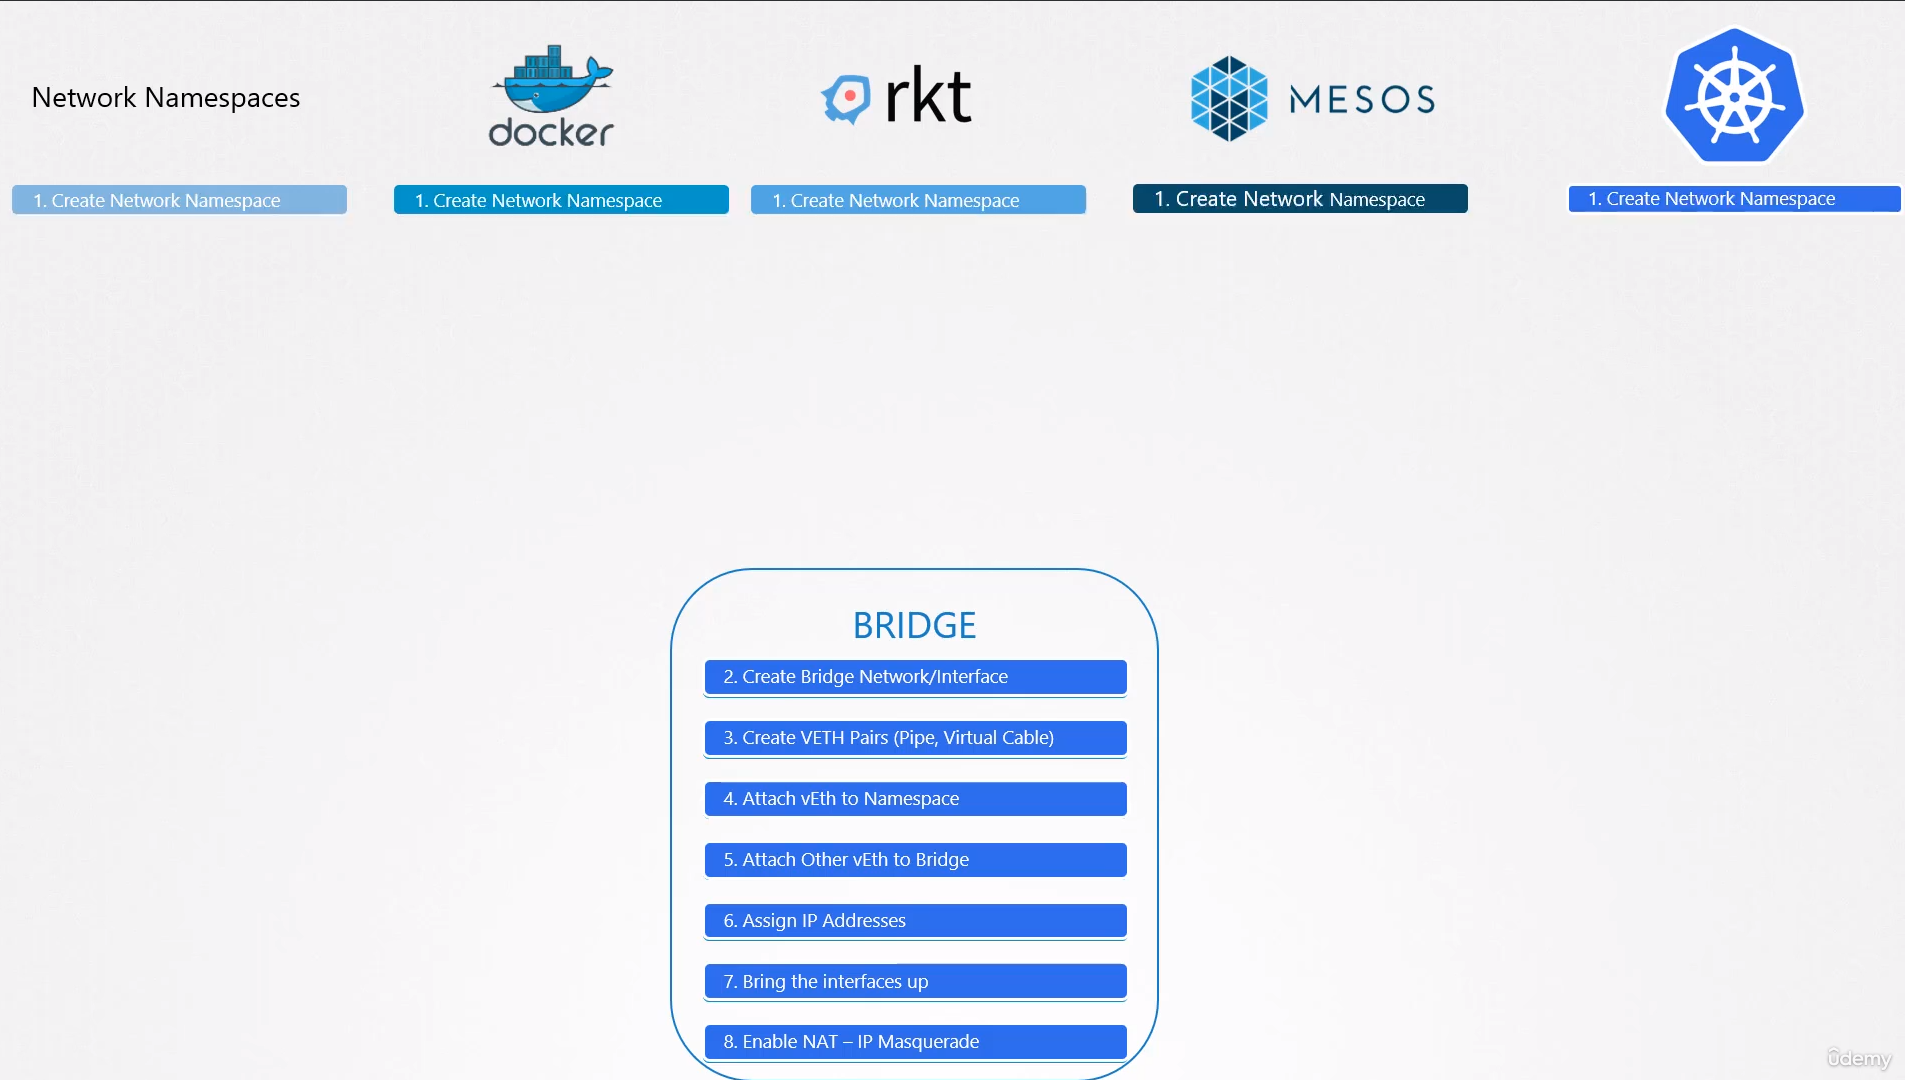 Network Namespaces
docker
rkt
MESOS
1. Create Network Namespace
1. Create Network Namespace
1. Create Network Namespace
1. Create Network Namespace
1. Create Network Namespace
BRIDGE
2. Create Bridge Network/Interface
3. Create VETH Pairs (Pipe, Virtual Cable)
4. Attach vEth to Namespace
5. Attach Other vEth to Bridge
6. Assign IP Addresses
7. Bring the interfaces up
8. Enable NAT – IP Masquerade
ûdemy